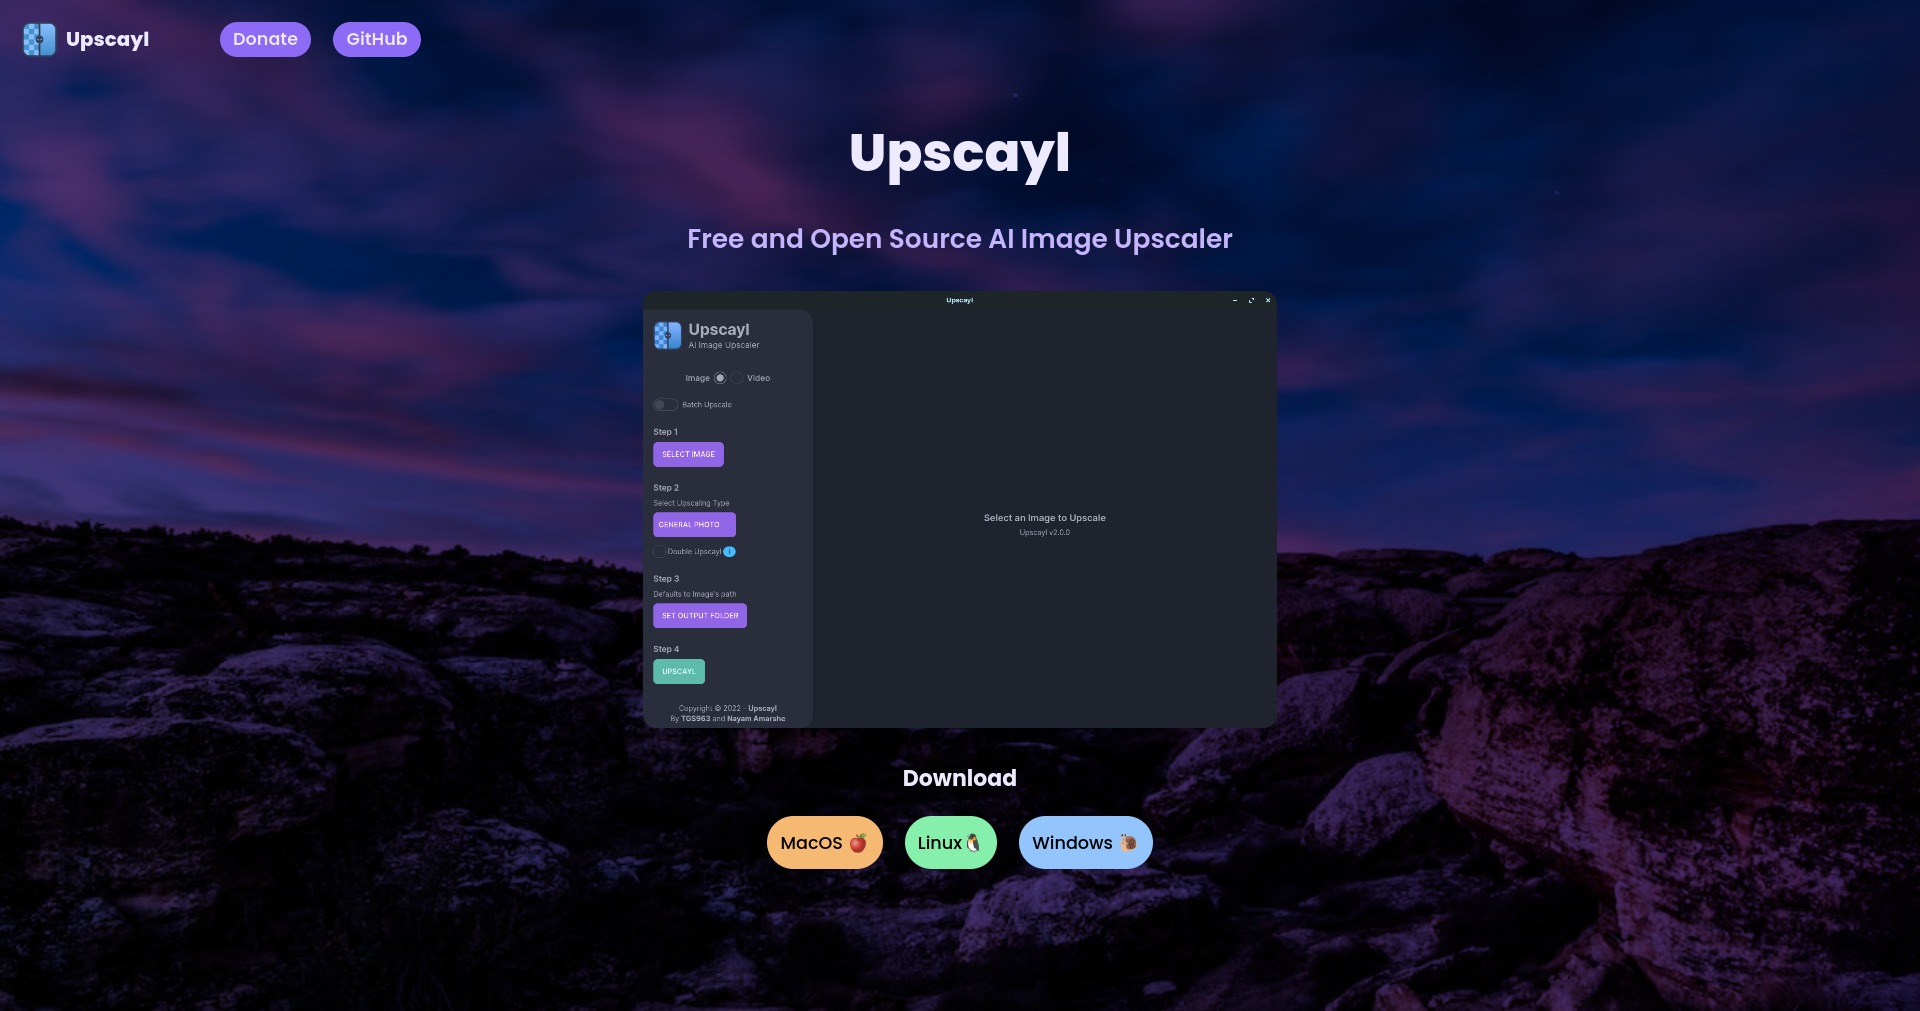 Upscayl
Donate
GitHub
Upscayl
Free and Open Source AI Image Upscaler
Upscayl
Upscayl
AI Image Upscaler
Image Video
Batch Upscale
Step 1
SELECT IMAGE
Step 2
Select Upscaling Type
GENERAL PHOTO
Double Upscayl
Step 3
Defaults to Image's path
SET OUTPUT FOLDER
Step 4
UPSCAYL
Copyright © 2022 - Upscayl
By TGS963 and Nayam Amarshe
Select an Image to Upscale
Upscayl v2.0.0
Download
MacOS 🍎
Linux🐧
Windows 🐌